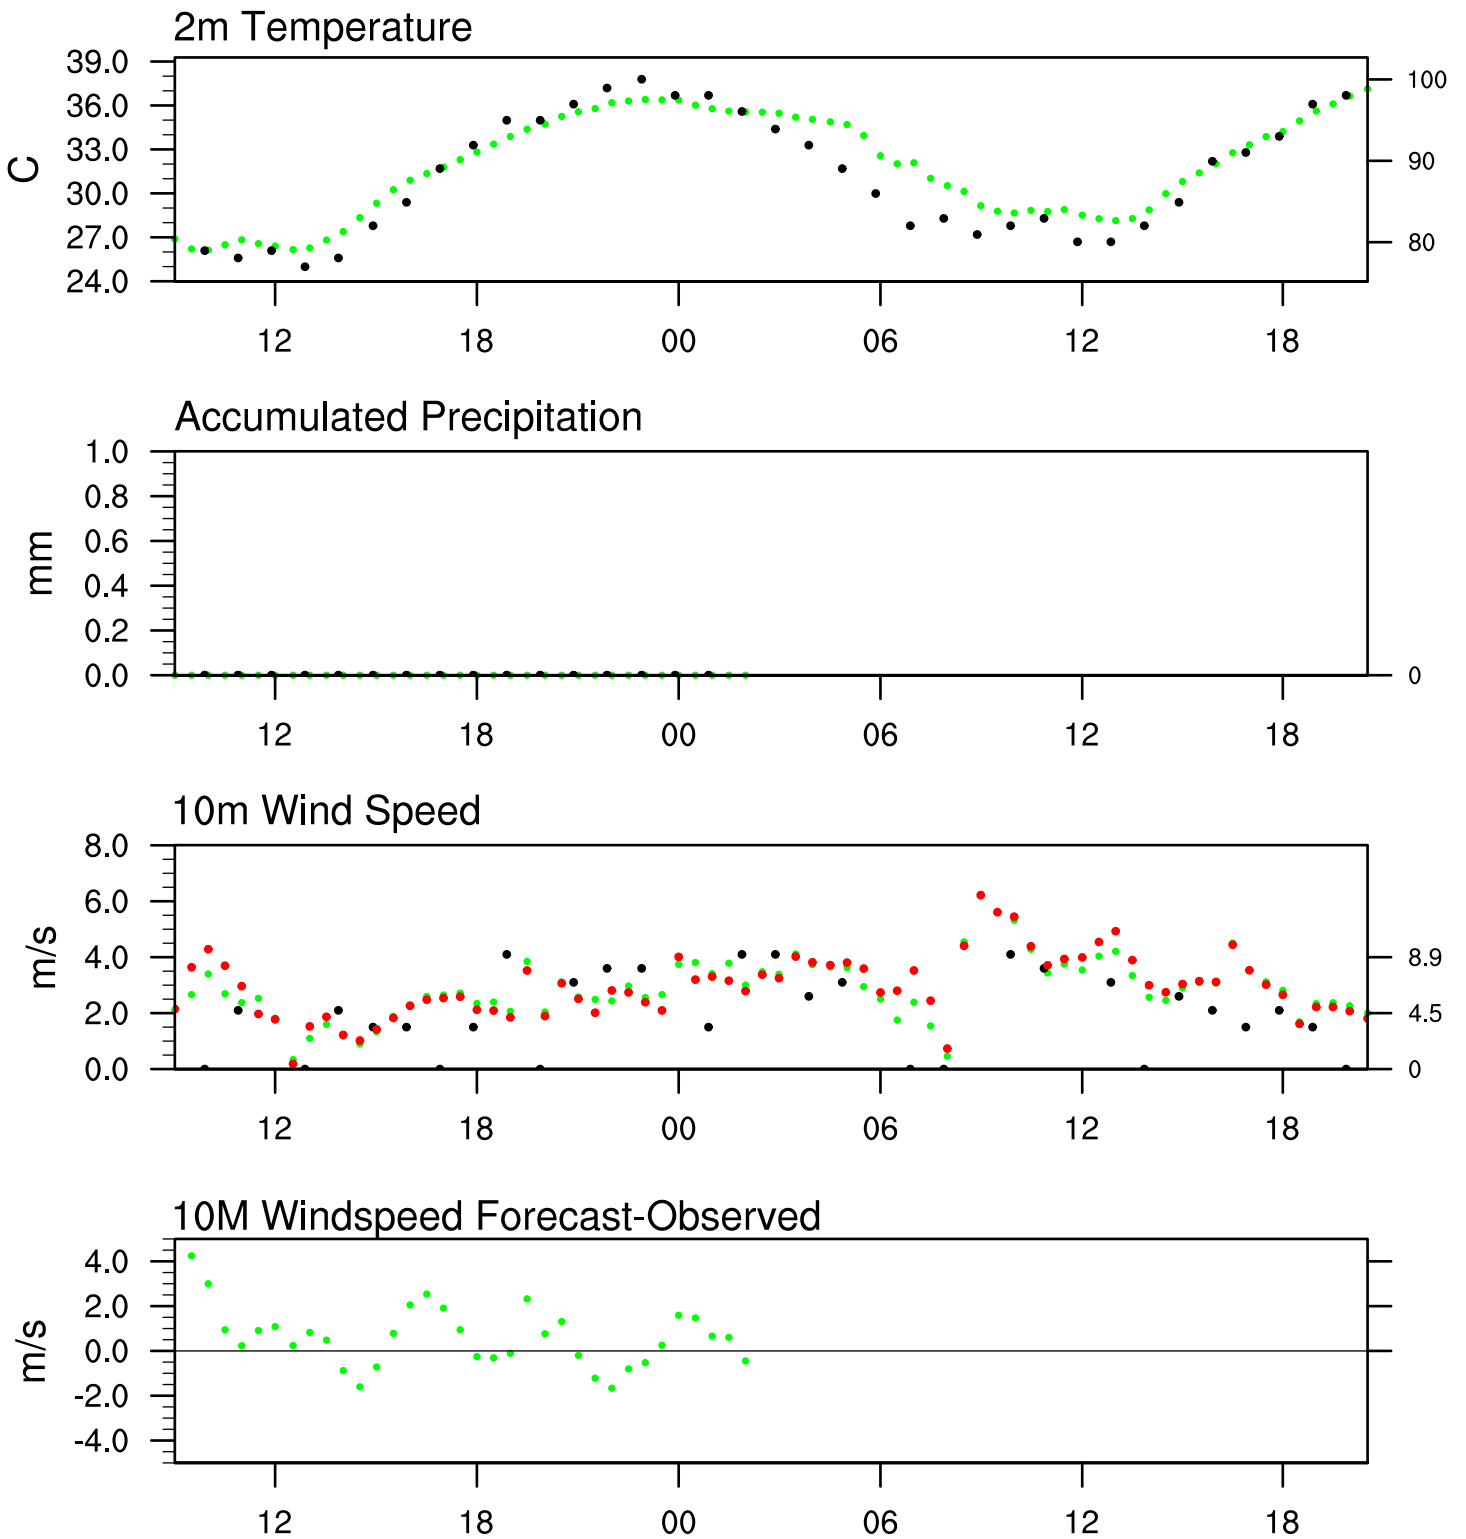 2m Temperature
39.0
36.0
33.0
30.0
27.0
24.0
C
100
90
80
12 18 00 06 12 18
Accumulated Precipitation
1.0
0.8
0.6
0.4
0.2
0.0
mm
0
12 18 00 06 12 18
10m Wind Speed
8.0
6.0
4.0
2.0
0.0
m/s
8.9
4.5
0
12 18 00 06 12 18
10M Windspeed Forecast-Observed
4.0
2.0
0.0
-2.0
-4.0
m/s
12 18 00 06 12 18